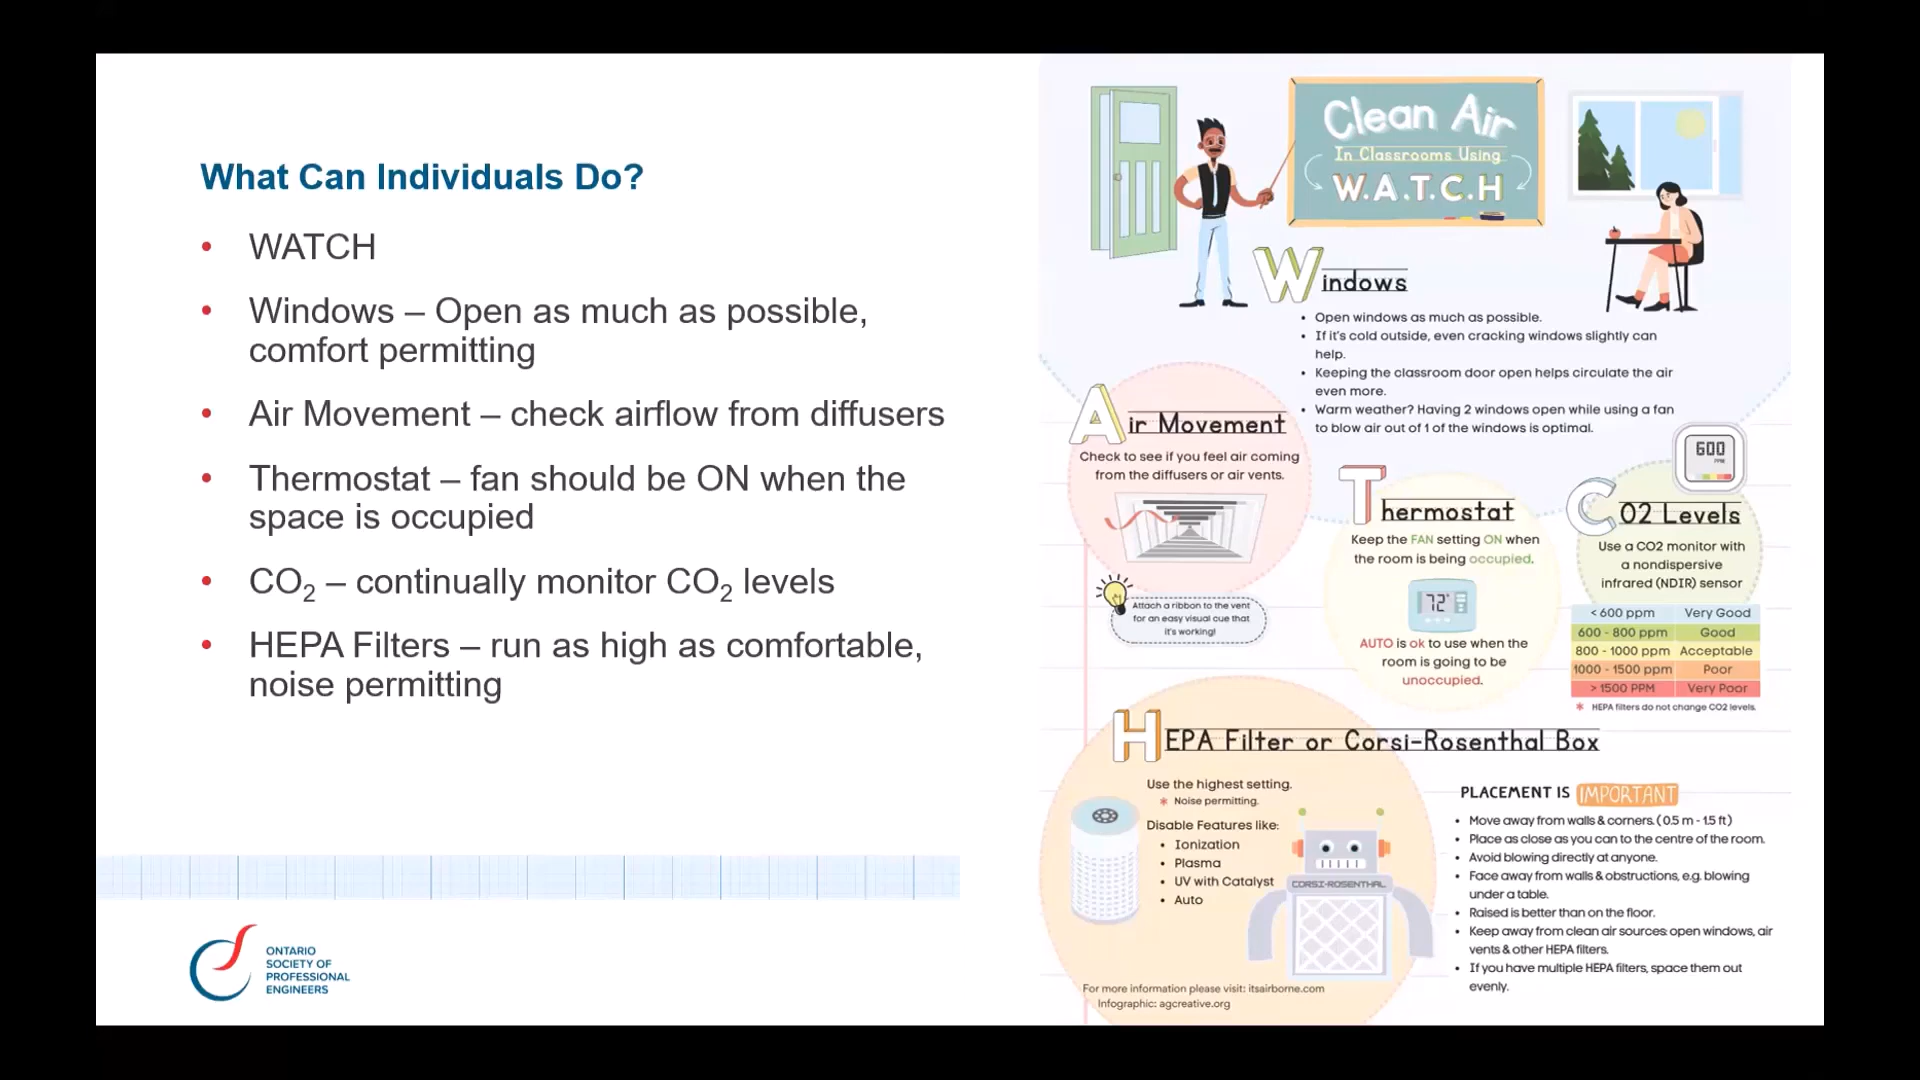 What Can Individuals Do?
• WATCH
• Windows – Open as much as possible,
comfort permitting
• Air Movement – check airflow from diffusers
• Thermostat – fan should be ON when the
space is occupied
• CO₂ – continually monitor CO₂ levels
• HEPA Filters – run as high as comfortable,
noise permitting
ONTARIO
SOCIETY OF
PROFESSIONAL
ENGINEERS
Clean Air
In Classrooms Using
W.A.T.C.H
Windows
• Open windows as much as possible.
• If it's cold outside, even cracking windows slightly can
help.
• Keeping the classroom door open helps circulate the air
even more.
• Warm weather? Having 2 windows open while using a fan
to blow air out of 1 of the windows is optimal.
Air Movement
Check to see if you feel air coming
from the diffusers or air vents.
Attach a ribbon to the vent
for an easy visual cue that
it's working!
Thermostat
Keep the FAN setting ON when
the room is being occupied.
72°
AUTO is ok to use when the
room is going to be
unoccupied.
600
PPM
CO2 Levels
Use a CO2 monitor with
a nondispersive
infrared (NDIR) sensor
< 600 ppm Very Good
600 - 800 ppm Good
800 - 1000 ppm Acceptable
1000 - 1500 ppm Poor
> 1500 PPM Very Poor
* HEPA filters do not change CO2 levels.
HEPA Filter or Corsi-Rosenthal Box
Use the highest setting.
* Noise permitting.
Disable Features like:
• Ionization
• Plasma
• UV with Catalyst
• Auto
CORSI-ROSENTHAL
PLACEMENT IS IMPORTANT
• Move away from walls & corners. (0.5 m - 1.5 ft)
• Place as close as you can to the centre of the room.
• Avoid blowing directly at anyone.
• Face away from walls & obstructions, e.g. blowing
under a table.
• Raised is better than on the floor.
• Keep away from clean air sources: open windows, air
vents & other HEPA filters.
• If you have multiple HEPA filters, space them out
evenly.
For more information please visit: itsairborne.com
Infographic: agcreative.org